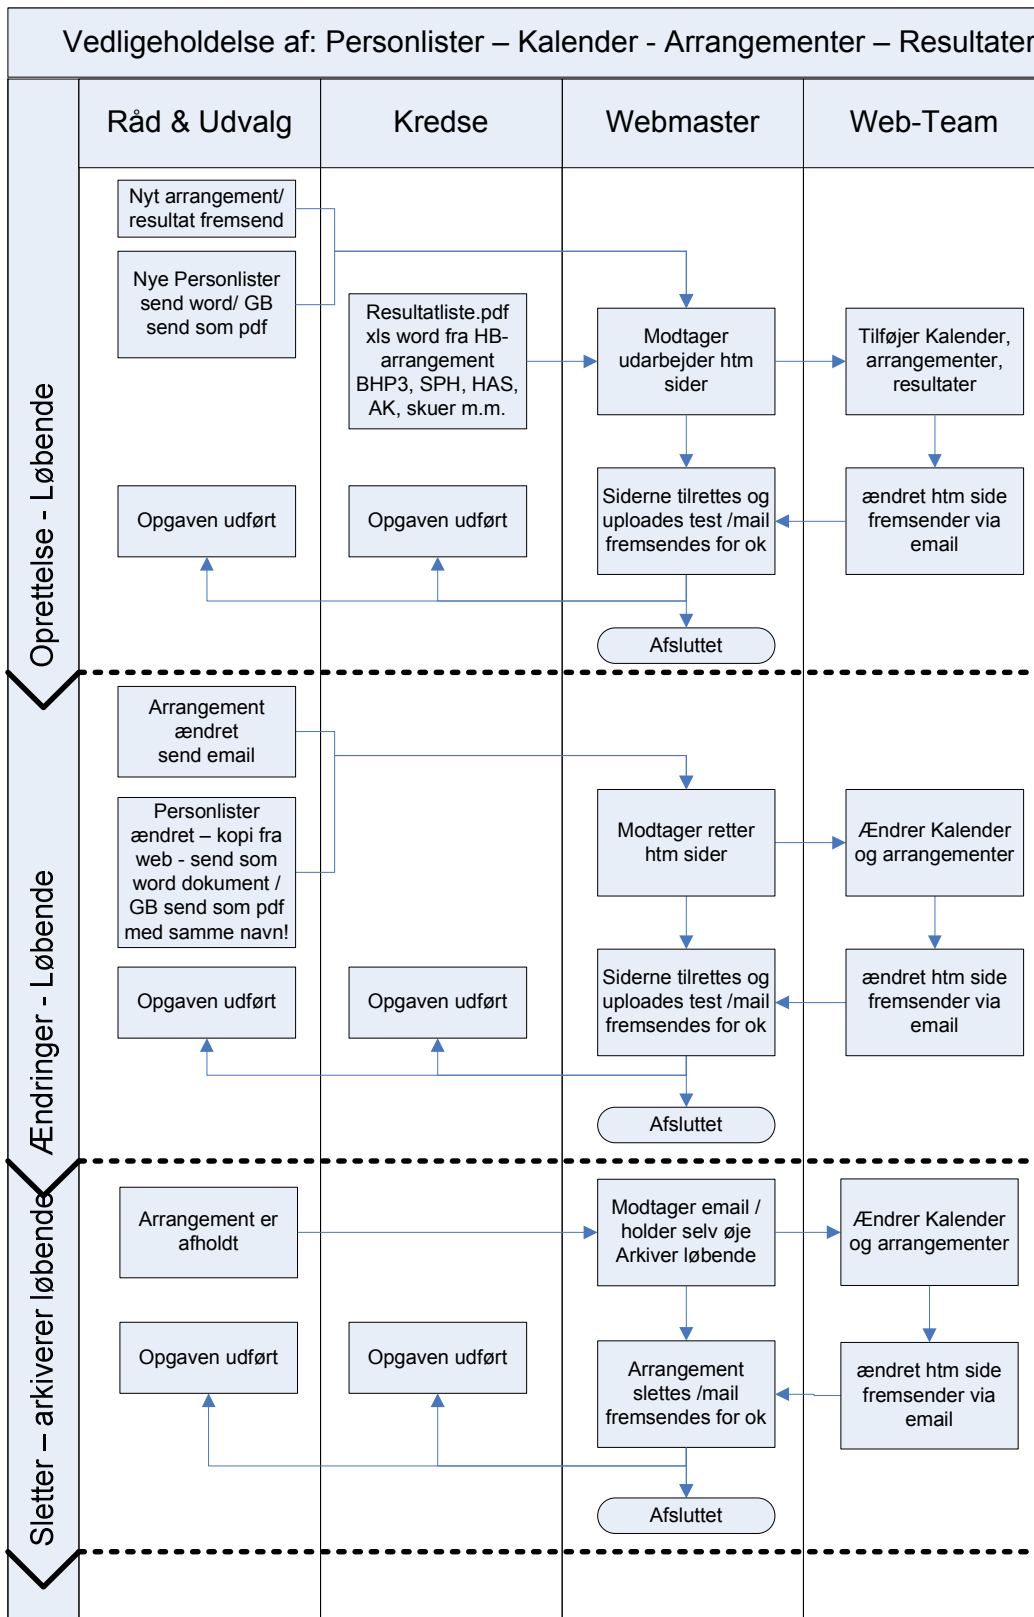 Vedligeholdelse af: Personlister – Kalender - Arrangementer – Resultater
Råd & Udvalg
Kredse
Webmaster
Web-Team
Oprettelse - Løbende
Nyt arrangement/
resultat fremsend
Nye Personlister
send word/ GB
send som pdf
Resultatliste.pdf
xls word fra HB-
arrangement
BHP3, SPH, HAS,
AK, skuer m.m.
Modtager
udarbejder htm
sider
Tilføjer Kalender,
arrangementer,
resultater
Opgaven udført
Opgaven udført
Siderne tilrettes og
uploades test /mail
fremsendes for ok
ændret htm side
fremsender via
email
Afsluttet
Ændringer - Løbende
Arrangement
ændret
send email
Personlister
ændret – kopi fra
web - send som
word dokument /
GB send som pdf
med samme navn!
Modtager retter
htm sider
Ændrer Kalender
og arrangementer
Opgaven udført
Opgaven udført
Siderne tilrettes og
uploades test /mail
fremsendes for ok
ændret htm side
fremsender via
email
Afsluttet
Sletter – arkiverer løbende
Arrangement er
afholdt
Modtager email /
holder selv øje
Arkiver løbende
Ændrer Kalender
og arrangementer
Opgaven udført
Opgaven udført
Arrangement
slettes /mail
fremsendes for ok
ændret htm side
fremsender via
email
Afsluttet